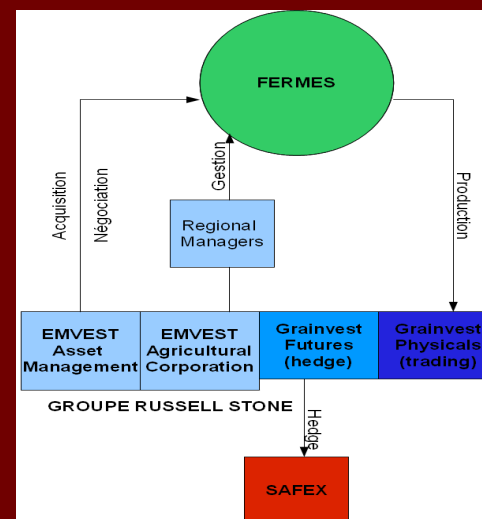 FERMES
Acquisition
Négociation
Gestion
Production
Regional
Managers
EMVEST
Asset
Management
EMVEST
Agricultural
Corporation
Grainvest
Futures
(hedge)
Grainvest
Physicals
(trading)
GROUPE RUSSELL STONE
Hedge
SAFEX